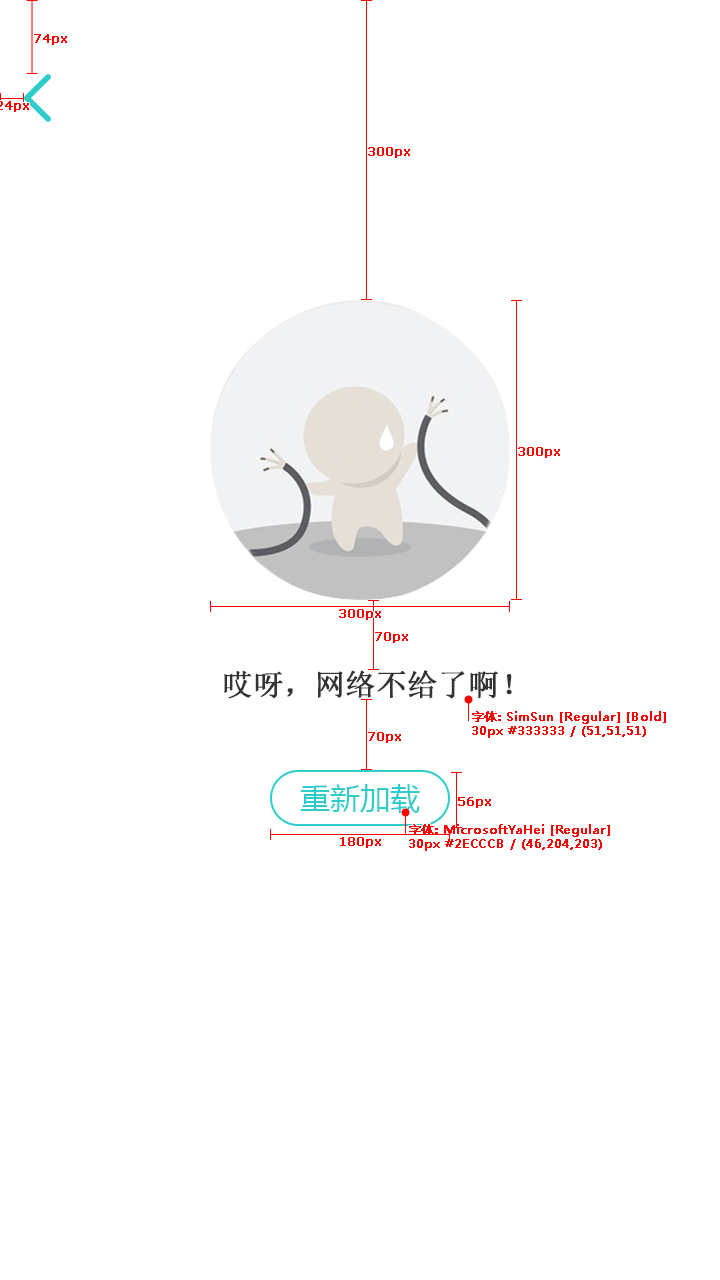 74px
24px
300px
300px
300px
70px
哎呀，网络不给了啊！
字体: SimSun [Regular] [Bold]
30px #333333 / (51,51,51)
70px
重新加载
56px
字体: MicrosoftYaHei [Regular]
30px #2ECCCB / (46,204,203)
180px